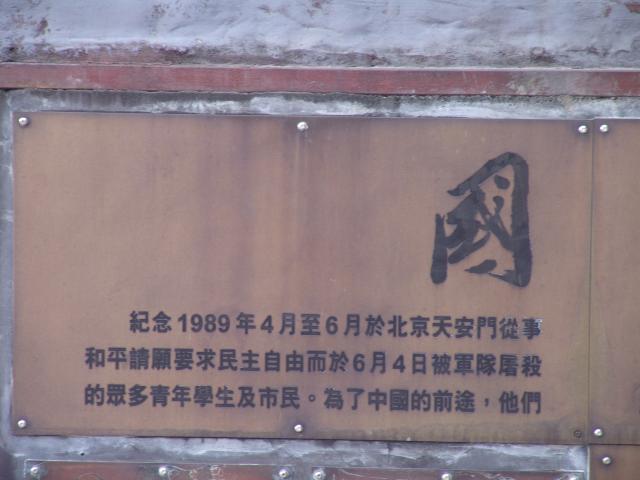 國
紀念1989年4月至6月於北京天安門從事
和平請願要求民主自由而於6月4日被軍隊屠殺
的眾多青年學生及市民。為了中國的前途，他們